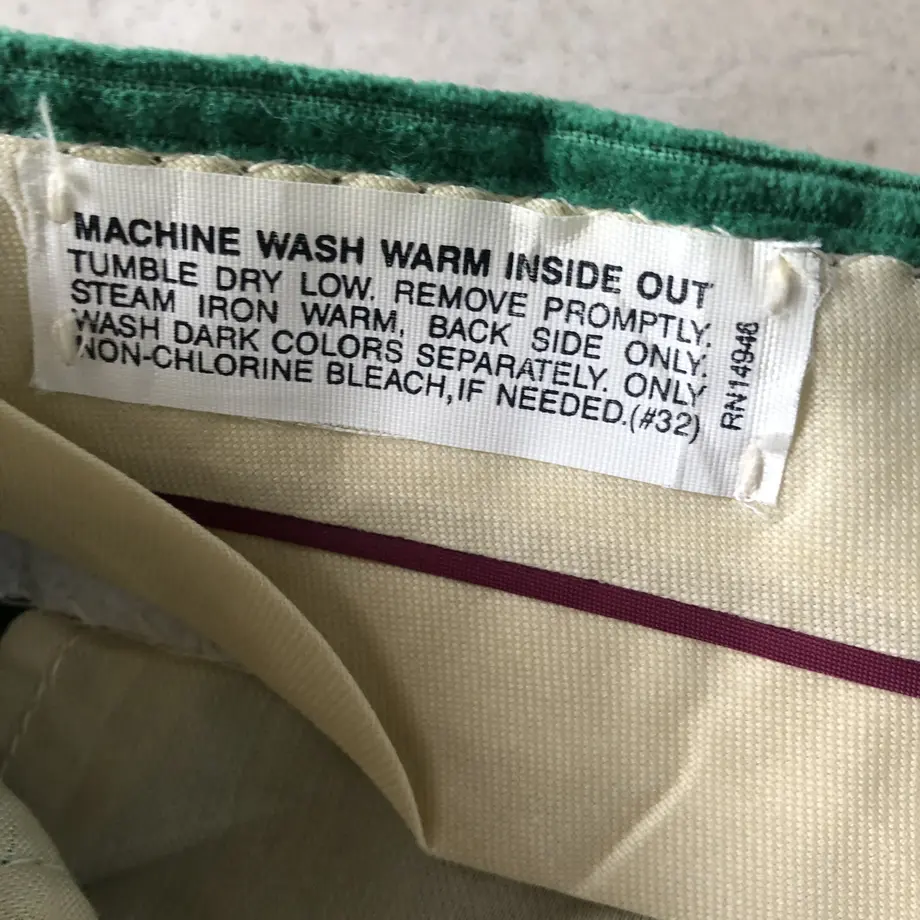 MACHINE WASH WARM INSIDE OUT
TUMBLE DRY LOW. REMOVE PROMPTLY.
STEAM IRON WARM, BACK SIDE ONLY.
WASH DARK COLORS SEPARATELY. ONLY
NON-CHLORINE BLEACH,IF NEEDED.(#32)
RN14946